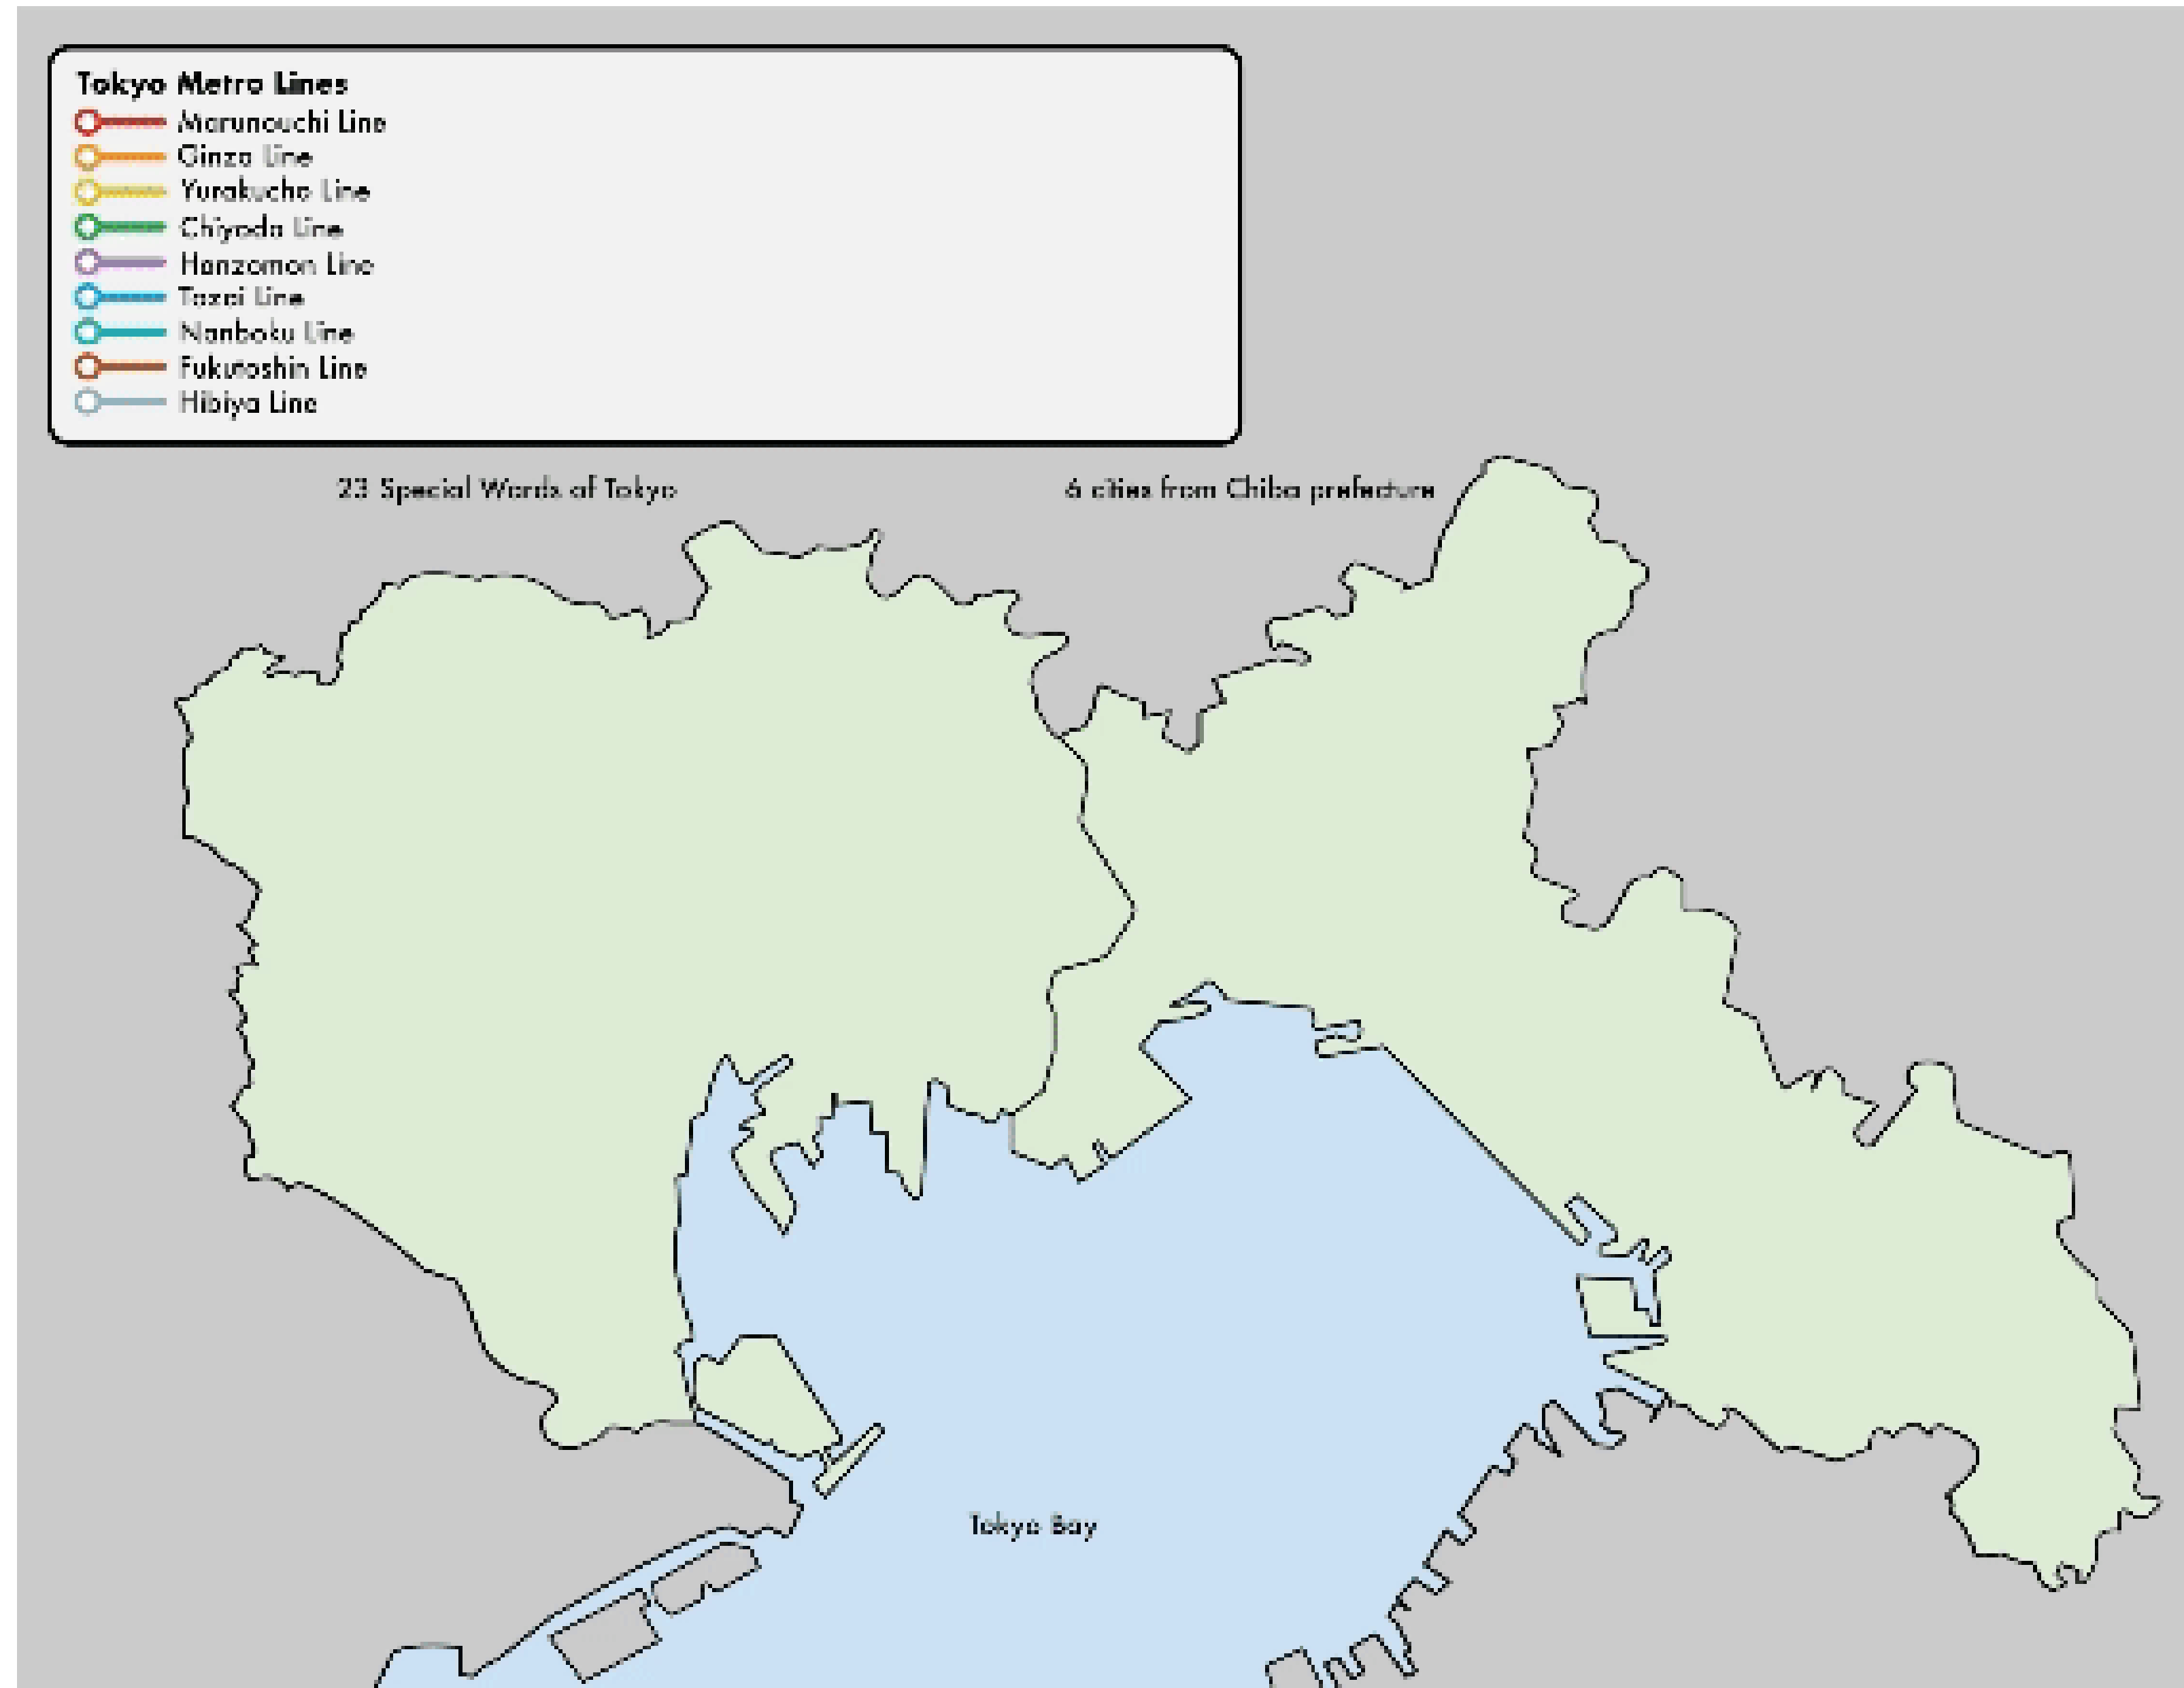 Tokyo Metro Lines
Marunouchi Line
Ginza Line
Yurakucho Line
Chiyoda Line
Hanzomon Line
Tozai Line
Nanboku Line
Fukutoshin Line
Hibiya Line
23 Special Wards of Tokyo
6 cities from Chiba prefecture
Tokyo Bay